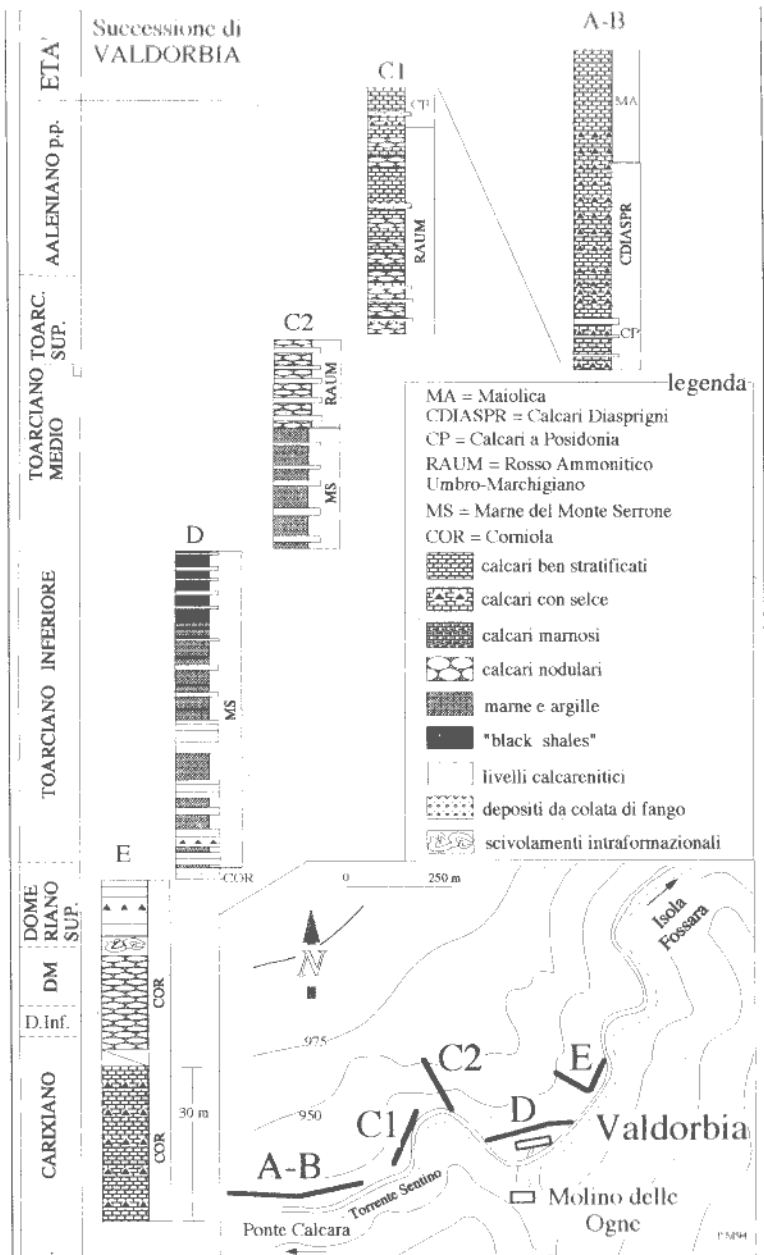 ETA'
Successione di
VALDORBIA
A-B
C1
CP
MA
AALENIANO p.p.
RAUM
CDIASPR
TOARC.
SUP.
C2
RAUM
CP
legenda
MA = Maiolica
CDIASPR = Calcari Diasprigni
CP = Calcari a Posidonia
RAUM = Rosso Ammonitico
Umbro-Marchigiano
MS = Marne del Monte Serrone
COR = Corniola
calcari ben stratificati
calcari con selce
calcari marnosi
calcari nodulari
marne e argille
"black shales"
livelli calcarenitici
depositi da colata di fango
scivolamenti intraformazionali
TOARCIANO
MEDIO
MS
D
TOARCIANO INFERIORE
MS
COR
E
DOME
RIANO
SUP.
DM
D.Inf.
COR
CARIXIANO
COR
30 m
0 250 m
N
Isola
Fossara
975
950
C2
E
C1
D
Valdorbia
A-B
Torrente Sentino
Molino delle
Ogne
Ponte Calcara